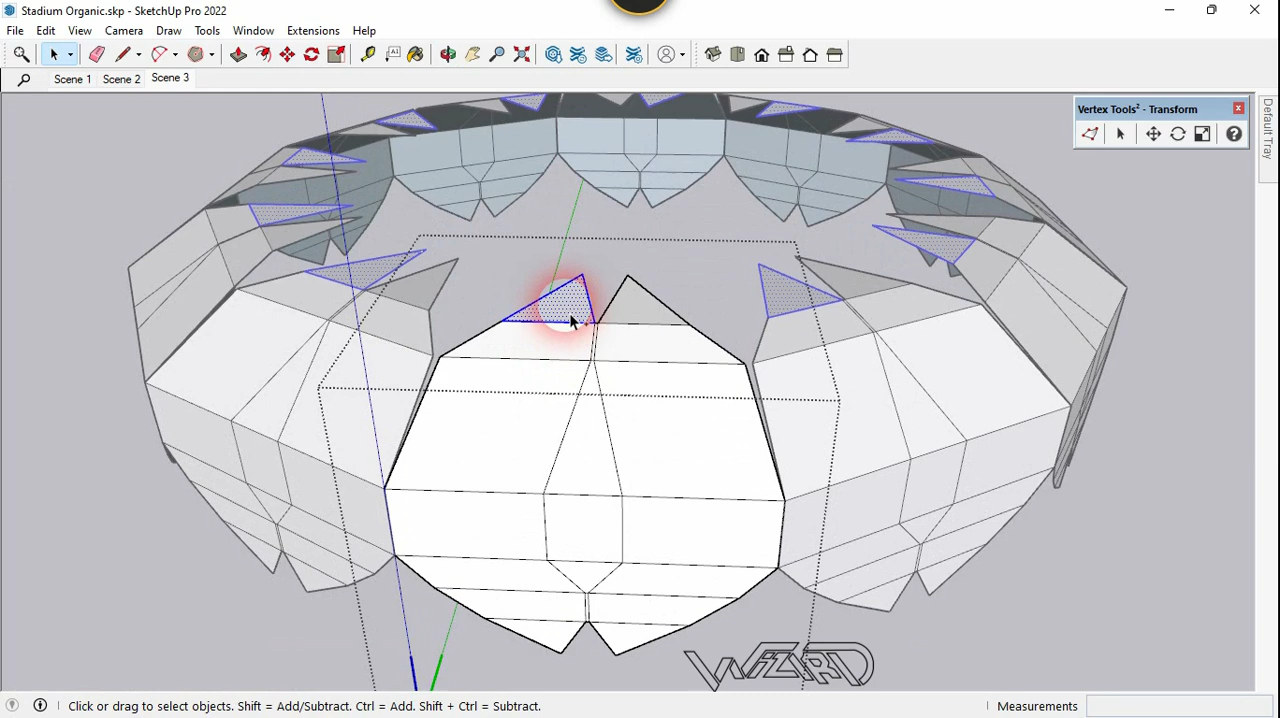 Stadium Organic.skp - SketchUp Pro 2022
File Edit View Camera Draw Tools Window Extensions Help
Scene 1 Scene 2 Scene 3
Default Tray
Vertex Tools² - Transform
WIZARD
Click or drag to select objects. Shift = Add/Subtract. Ctrl = Add. Shift + Ctrl = Subtract.
Measurements